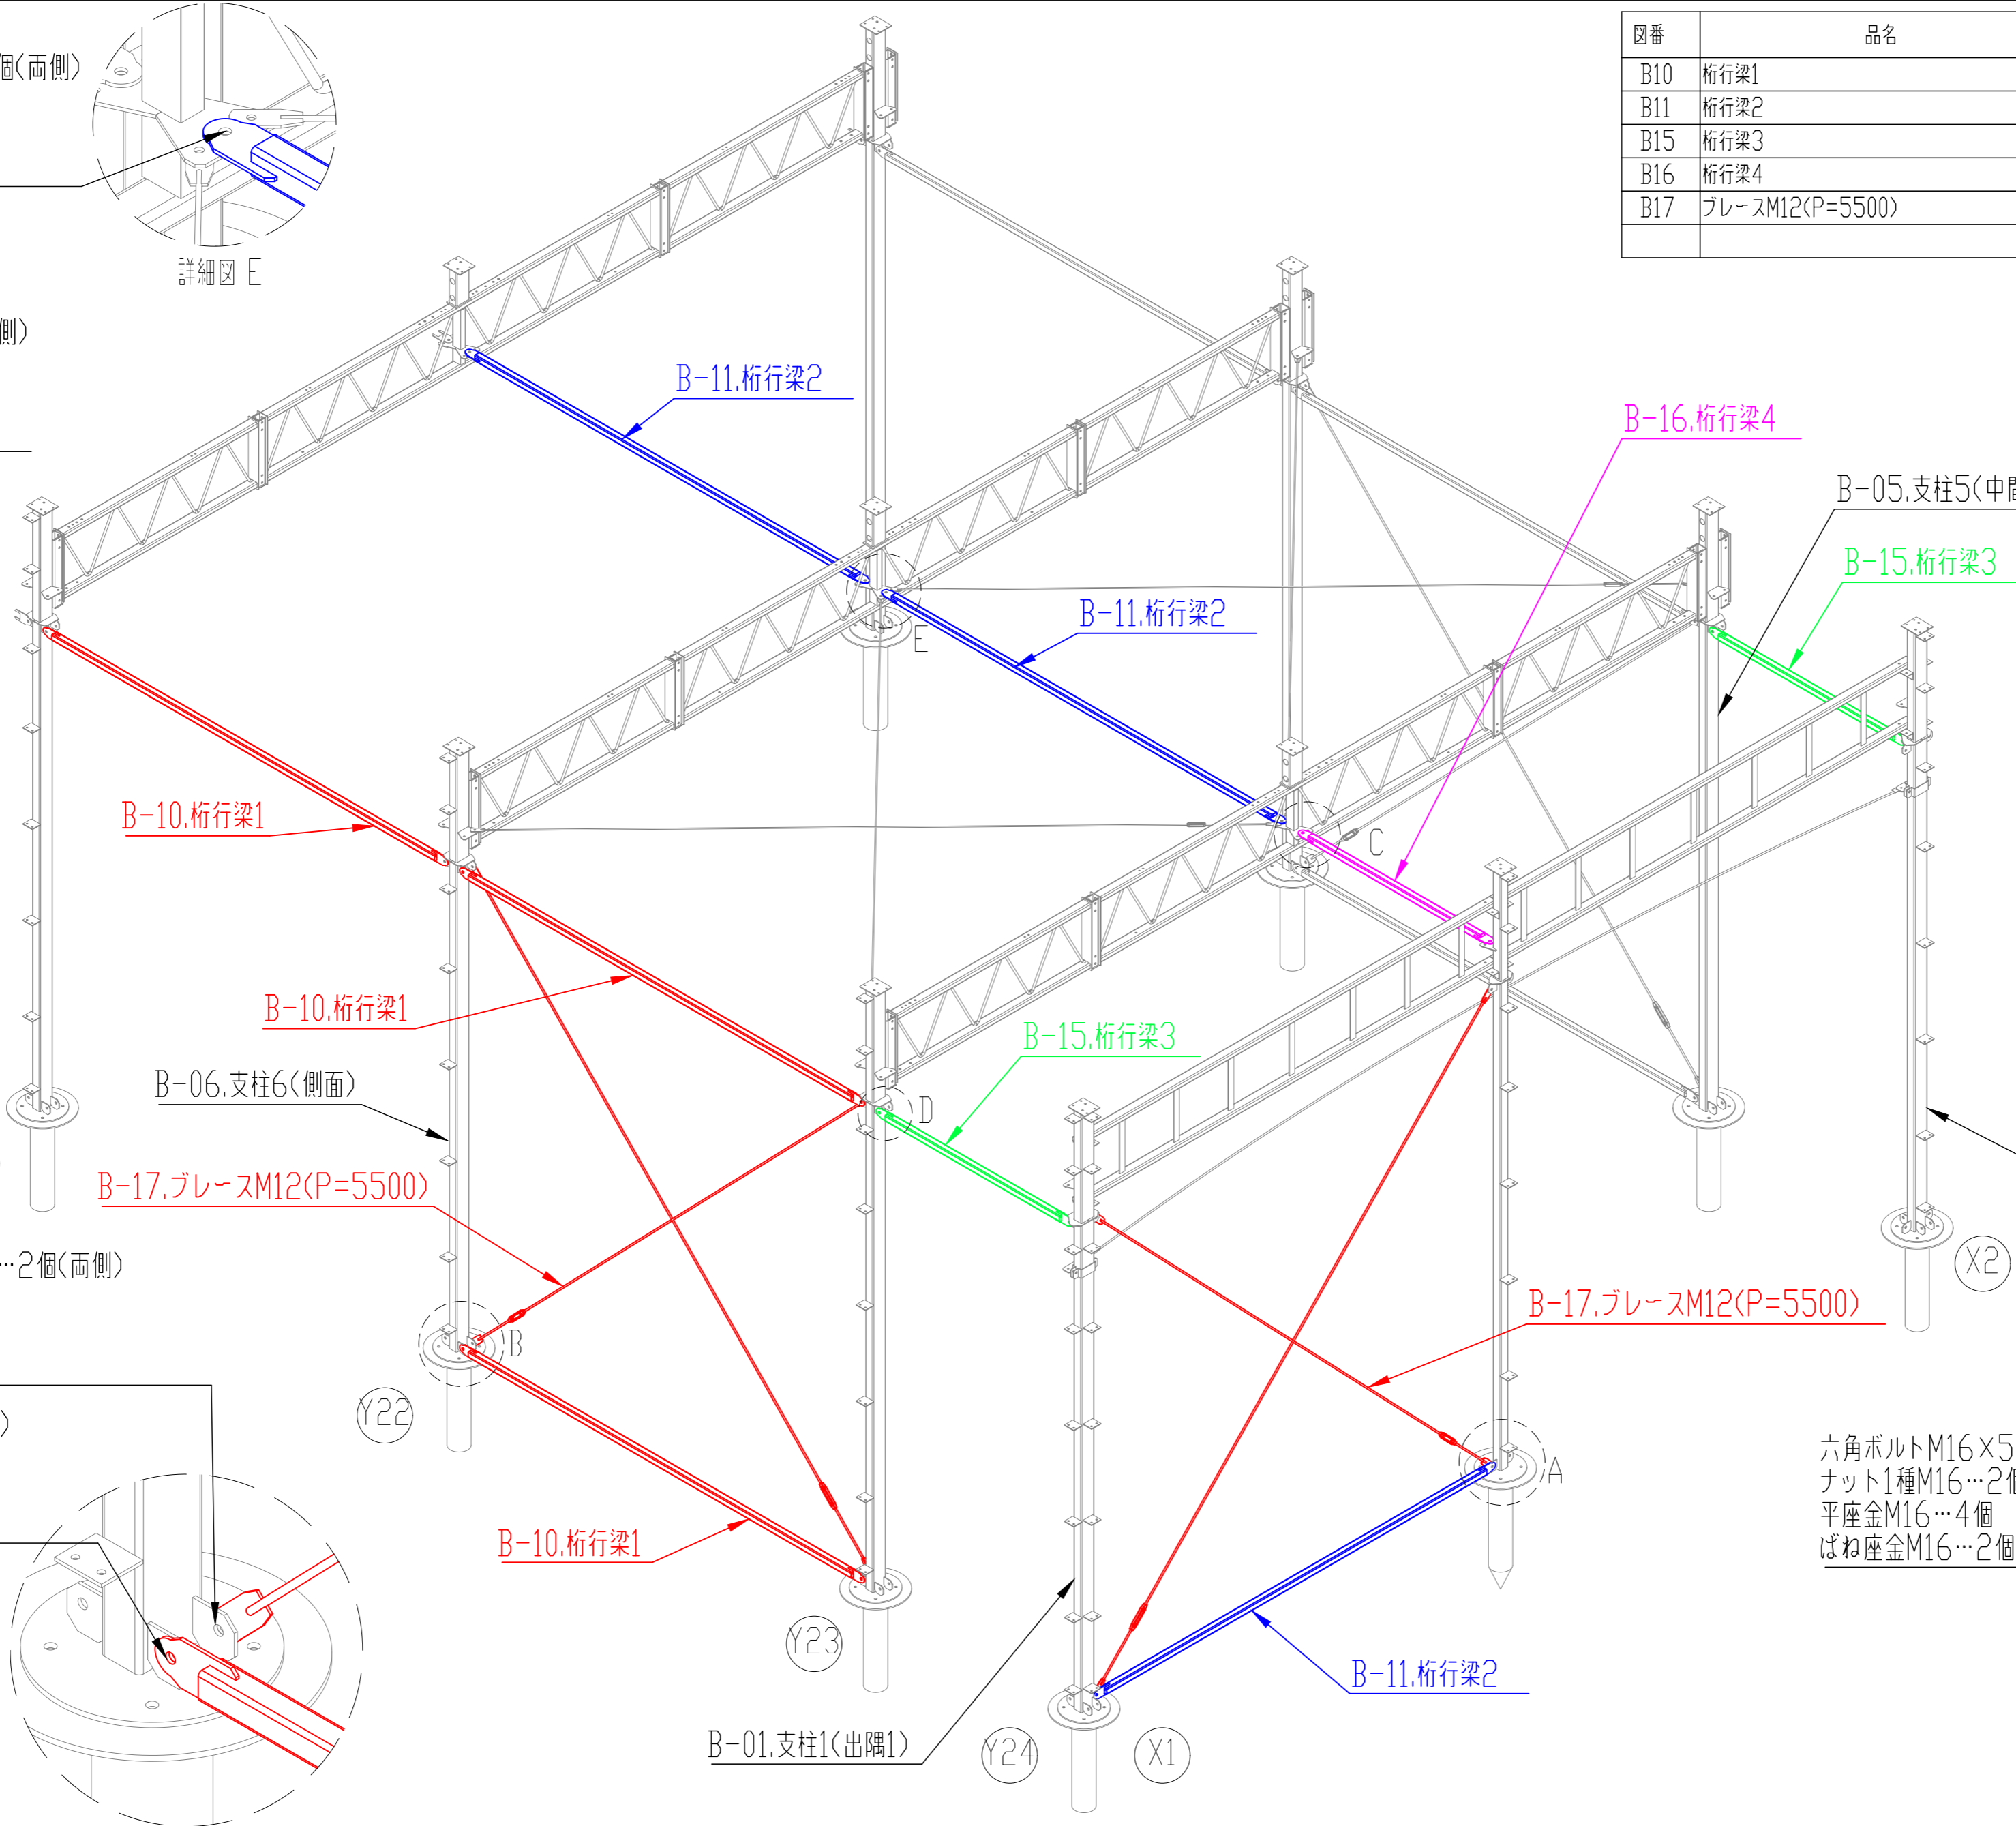 個(両側)
詳細図 E
側)
図番 品名
B10 桁行梁1
B11 桁行梁2
B15 桁行梁3
B16 桁行梁4
B17 ブレースM12(P=5500)
B-11.桁行梁2
B-16.桁行梁4
B-05.支柱5(中間
B-15.桁行梁3
B-11.桁行梁2
E
B-10.桁行梁1
C
B-10.桁行梁1
B-15.桁行梁3
B-06.支柱6(側面)
D
B-17.ブレースM12(P=5500)
…2個(両側)
X2
B-17.ブレースM12(P=5500)
B
Y22
)
A
六角ボルトM16×5
ナット1種M16…2個
平座金M16…4個
ばね座金M16…2個
B-10.桁行梁1
Y23
B-11.桁行梁2
B-01.支柱1(出隅1)
Y24
X1